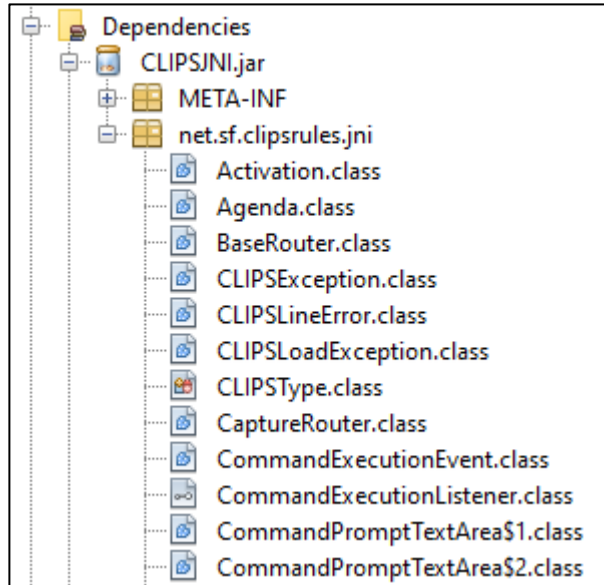 Dependencies
CLIPSJNI.jar
META-INF
net.sf.clipsrules.jni
Activation.class
Agenda.class
BaseRouter.class
CLIPSException.class
CLIPSLineError.class
CLIPSLoadException.class
CLIPSType.class
CaptureRouter.class
CommandExecutionEvent.class
CommandExecutionListener.class
CommandPromptTextArea$1.class
CommandPromptTextArea$2.class